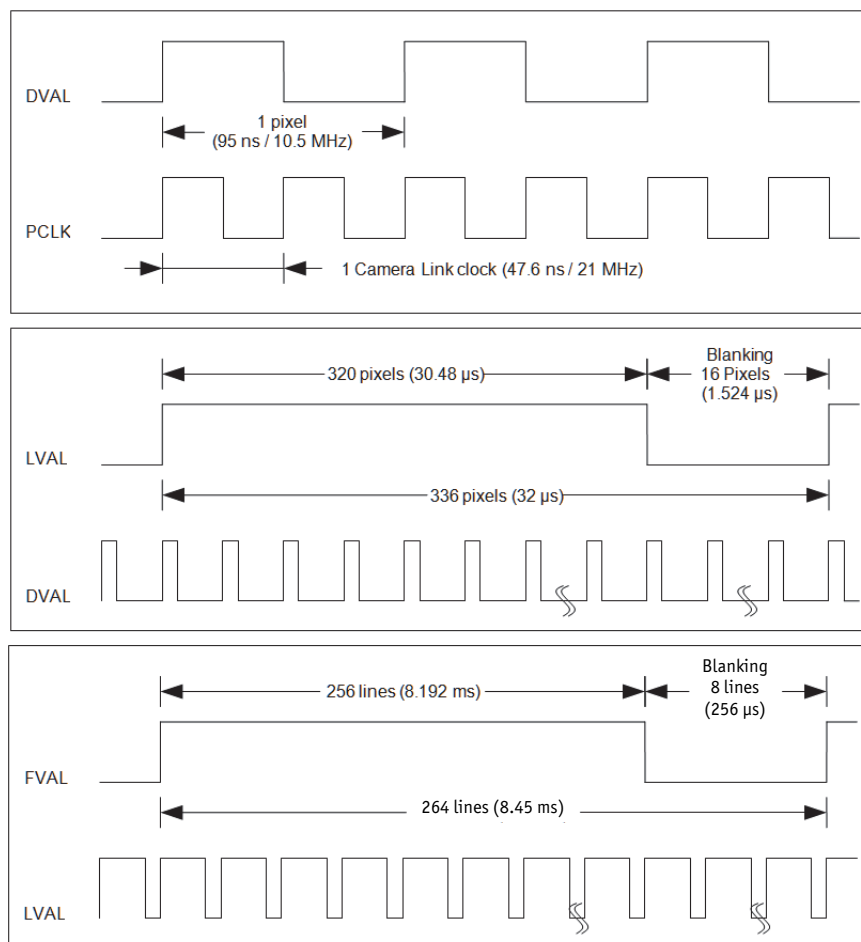 DVAL
1 pixel
(95 ns / 10.5 MHz)
PCLK
1 Camera Link clock (47.6 ns / 21 MHz)
320 pixels (30.48 µs)
Blanking
16 Pixels
(1.524 µs)
LVAL
336 pixels (32 µs)
DVAL
256 lines (8.192 ms)
Blanking
8 lines
(256 µs)
FVAL
264 lines (8.45 ms)
LVAL